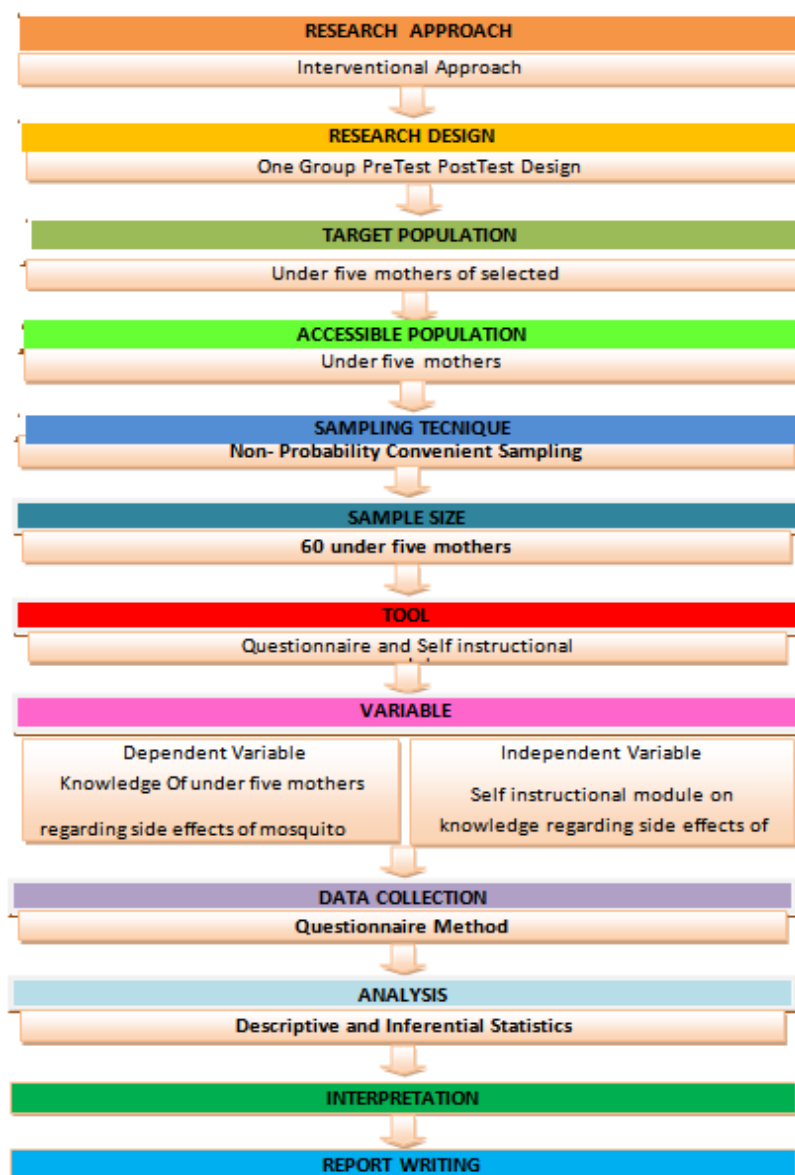 RESEARCH APPROACH
Interventional Approach
RESEARCH DESIGN
One Group PreTest PostTest Design
TARGET POPULATION
Under five mothers of selected
ACCESSIBLE POPULATION
Under five mothers
SAMPLING TECNIQUE
Non- Probability Convenient Sampling
SAMPLE SIZE
60 under five mothers
TOOL
Questionnaire and Self instructional
VARIABLE
Dependent Variable
Knowledge Of under five mothers
regarding side effects of mosquito
Independent Variable
Self instructional module on
knowledge regarding side effects of
DATA COLLECTION
Questionnaire Method
ANALYSIS
Descriptive and Inferential Statistics
INTERPRETATION
REPORT WRITING